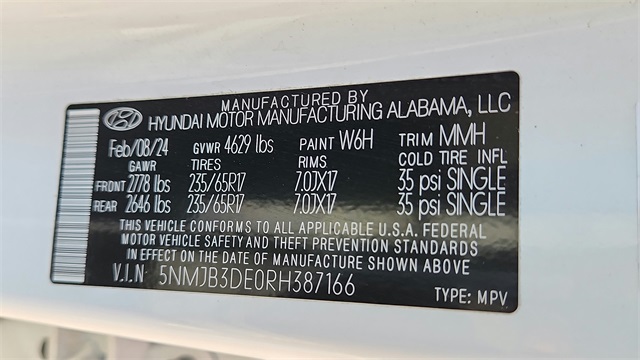 MANUFACTURED BY
HYUNDAI MOTOR MANUFACTURING ALABAMA, LLC
Feb/08/24 GVWR 4629 lbs PAINT W6H TRIM MMH
GAWR TIRES RIMS COLD TIRE INFL
FRONT 2778 lbs 235/65R17 7.0JX17 35 psi SINGLE
REAR 2646 lbs 235/65R17 7.0JX17 35 psi SINGLE
THIS VEHICLE CONFORMS TO ALL APPLICABLE U.S.A. FEDERAL
MOTOR VEHICLE SAFETY AND THEFT PREVENTION STANDARDS
IN EFFECT ON THE DATE OF MANUFACTURE SHOWN ABOVE
V.I.N: 5NMJB3DE0RH387166
TYPE: MPV